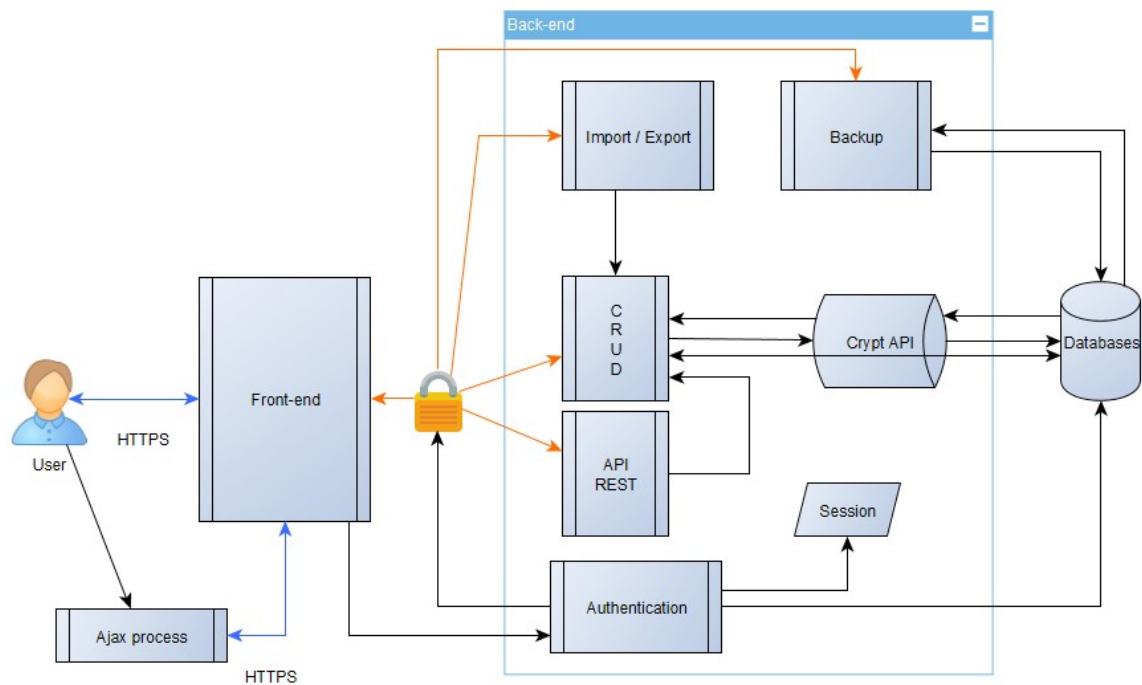 Back-end
Import / Export
Backup
C
R
U
D
Crypt API
Databases
Front-end
HTTPS
User
API
REST
Session
Authentication
Ajax process
HTTPS